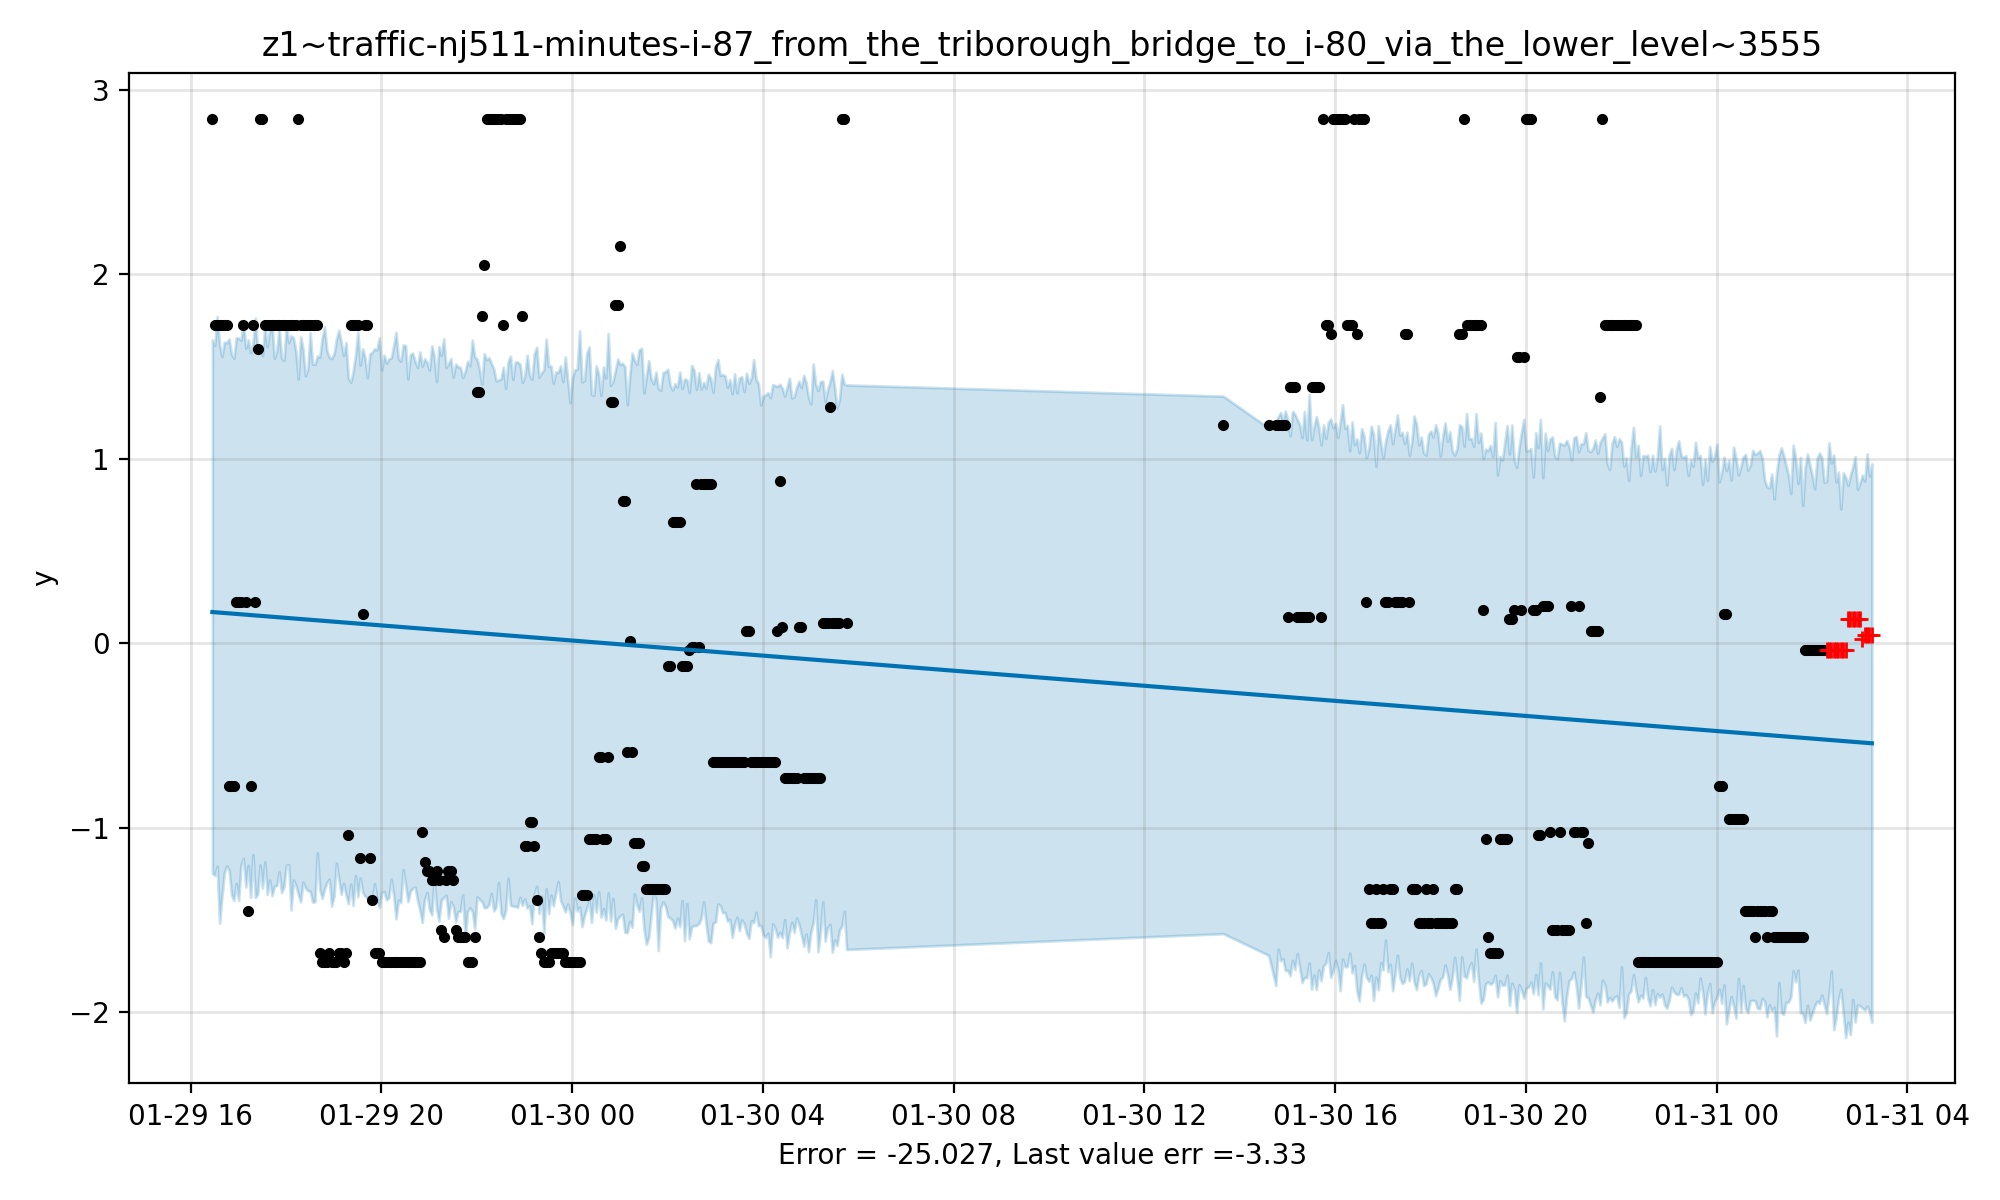 z1~traffic-nj511-minutes-i-87_from_the_triborough_bridge_to_i-80_via_the_lower_level~3555
3
2
1
0
−1
−2
y
01-29 16 01-29 20 01-30 00 01-30 04 01-30 08 01-30 12 01-30 16 01-30 20 01-31 00 01-31 04
Error = -25.027, Last value err =-3.33